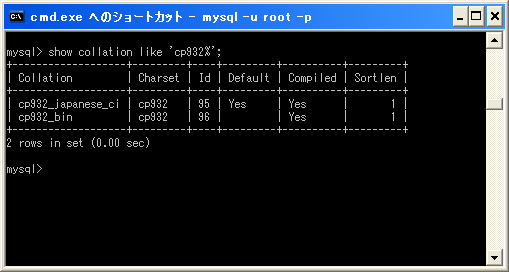 cmd.exe へのショートカット - mysql -u root -p
mysql> show collation like 'cp932%';
+-------------------+---------+----+---------+----------+---------+
| Collation         | Charset | Id | Default | Compiled | Sortlen |
+-------------------+---------+----+---------+----------+---------+
| cp932_japanese_ci | cp932   | 95 | Yes     | Yes      |       1 |
| cp932_bin         | cp932   | 96 |         | Yes      |       1 |
+-------------------+---------+----+---------+----------+---------+
2 rows in set (0.00 sec)
mysql>